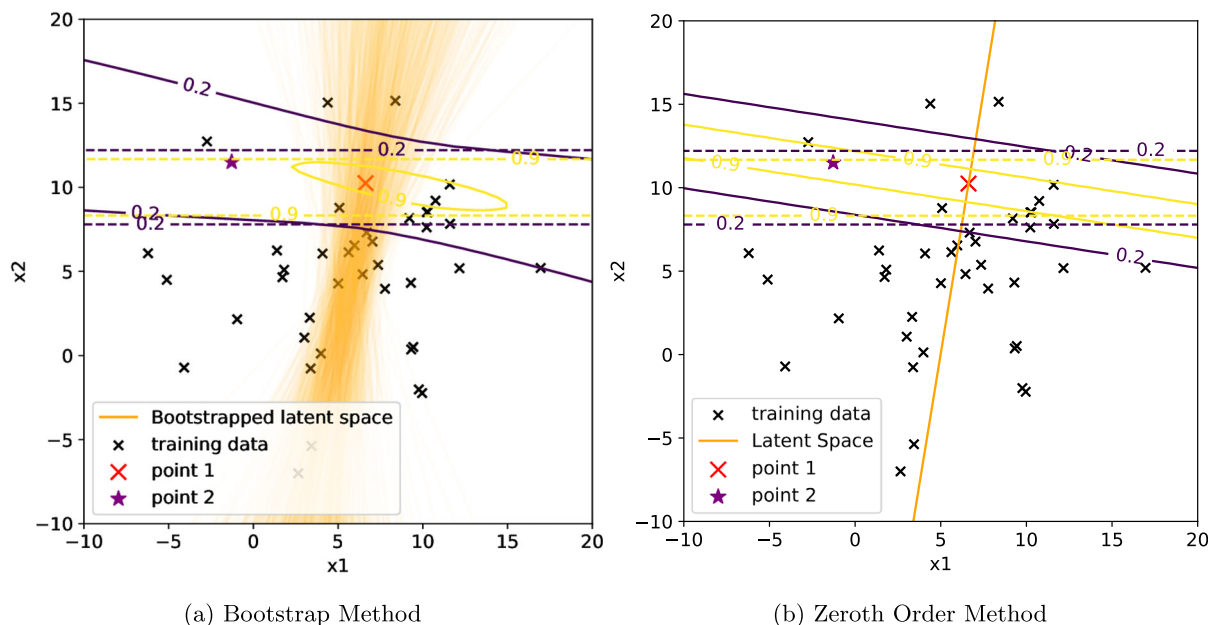 20
15
10
5
0
−5
−10
x2
−10 −5 0 5 10 15 20
x1
0.2
0.2
0.9
0.9
0.2
0.9
0.2
Bootstrapped latent space
training data
point 1
point 2
(a) Bootstrap Method
20
15
10
5
0
−5
−10
x2
−10 −5 0 5 10 15 20
x1
0.2
0.2
0.9
0.9
0.9
0.2
0.2
training data
Latent Space
point 1
point 2
(b) Zeroth Order Method